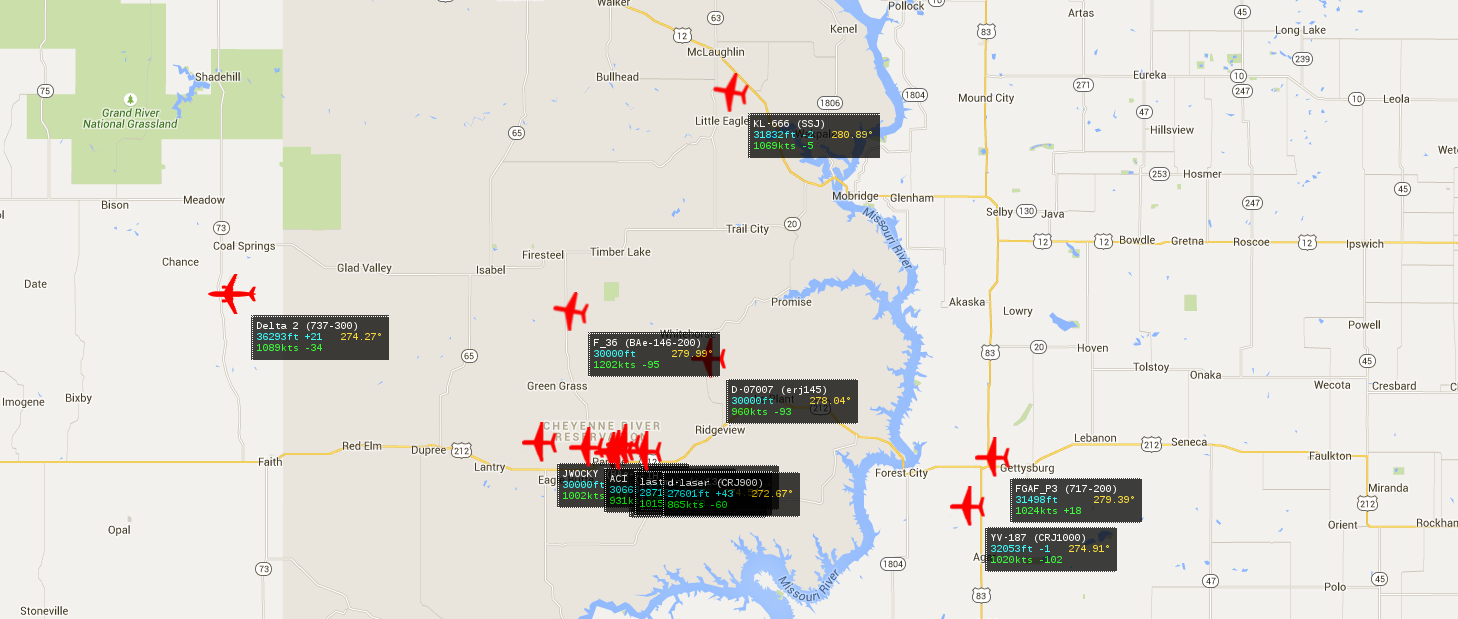 Walker
Pollock
63
45
Artas
12
Kenel
83
Long Lake
McLaughlin
239
Shadehill
Bullhead
Eureka
10
75
271
247
1804
Mound City
10
Leola
1806
Grand River
National Grassland
47
Little Eagle
KL-666 (SSJ)
31832ft -2 280.89°
1069kts -5
65
Hillsview
253
Hosmer
45
Mobridge
Glenham
Bison
Meadow
247
Selby
130
Java
Missouri River
73
Trail City
20
Coal Springs
12
12
Bowdle
Gretna
Roscoe
12
Ipswich
Firesteel
Timber Lake
Chance
Glad Valley
Isabel
Date
Promise
Akaska
Lowry
Delta 2 (737-300)
36293ft +21 274.27°
1089kts -34
Powell
F_36 (BAe-146-200)
30000ft 279.99°
1202kts -95
65
83
20
Hoven
45
Tolstoy
Onaka
Wecota
Cresbard
Green Grass
D-07007 (erj145)
30000ft 278.04°
960kts -93
212
Imogene
Bixby
CHEYENNE RIVER
RESERVATION
Ridgeview
Red Elm
Dupree
212
Lebanon
212
Seneca
Faulkton
Faith
Lantry
Forest City
Gettysburg
JWOCKY
30000ft
1002kts
ACI
3066
931k
last
2871
1015
d-laser (CRJ900)
27601ft +43 272.67°
865kts -60
FGAF_P3 (717-200)
31498ft 279.39°
1024kts +18
Miranda
212
Orient
Rockham
Opal
YV-187 (CRJ1000)
32053ft -1 274.91°
1020kts -102
73
1804
Missouri River
47
45
Polo
83
Stoneville